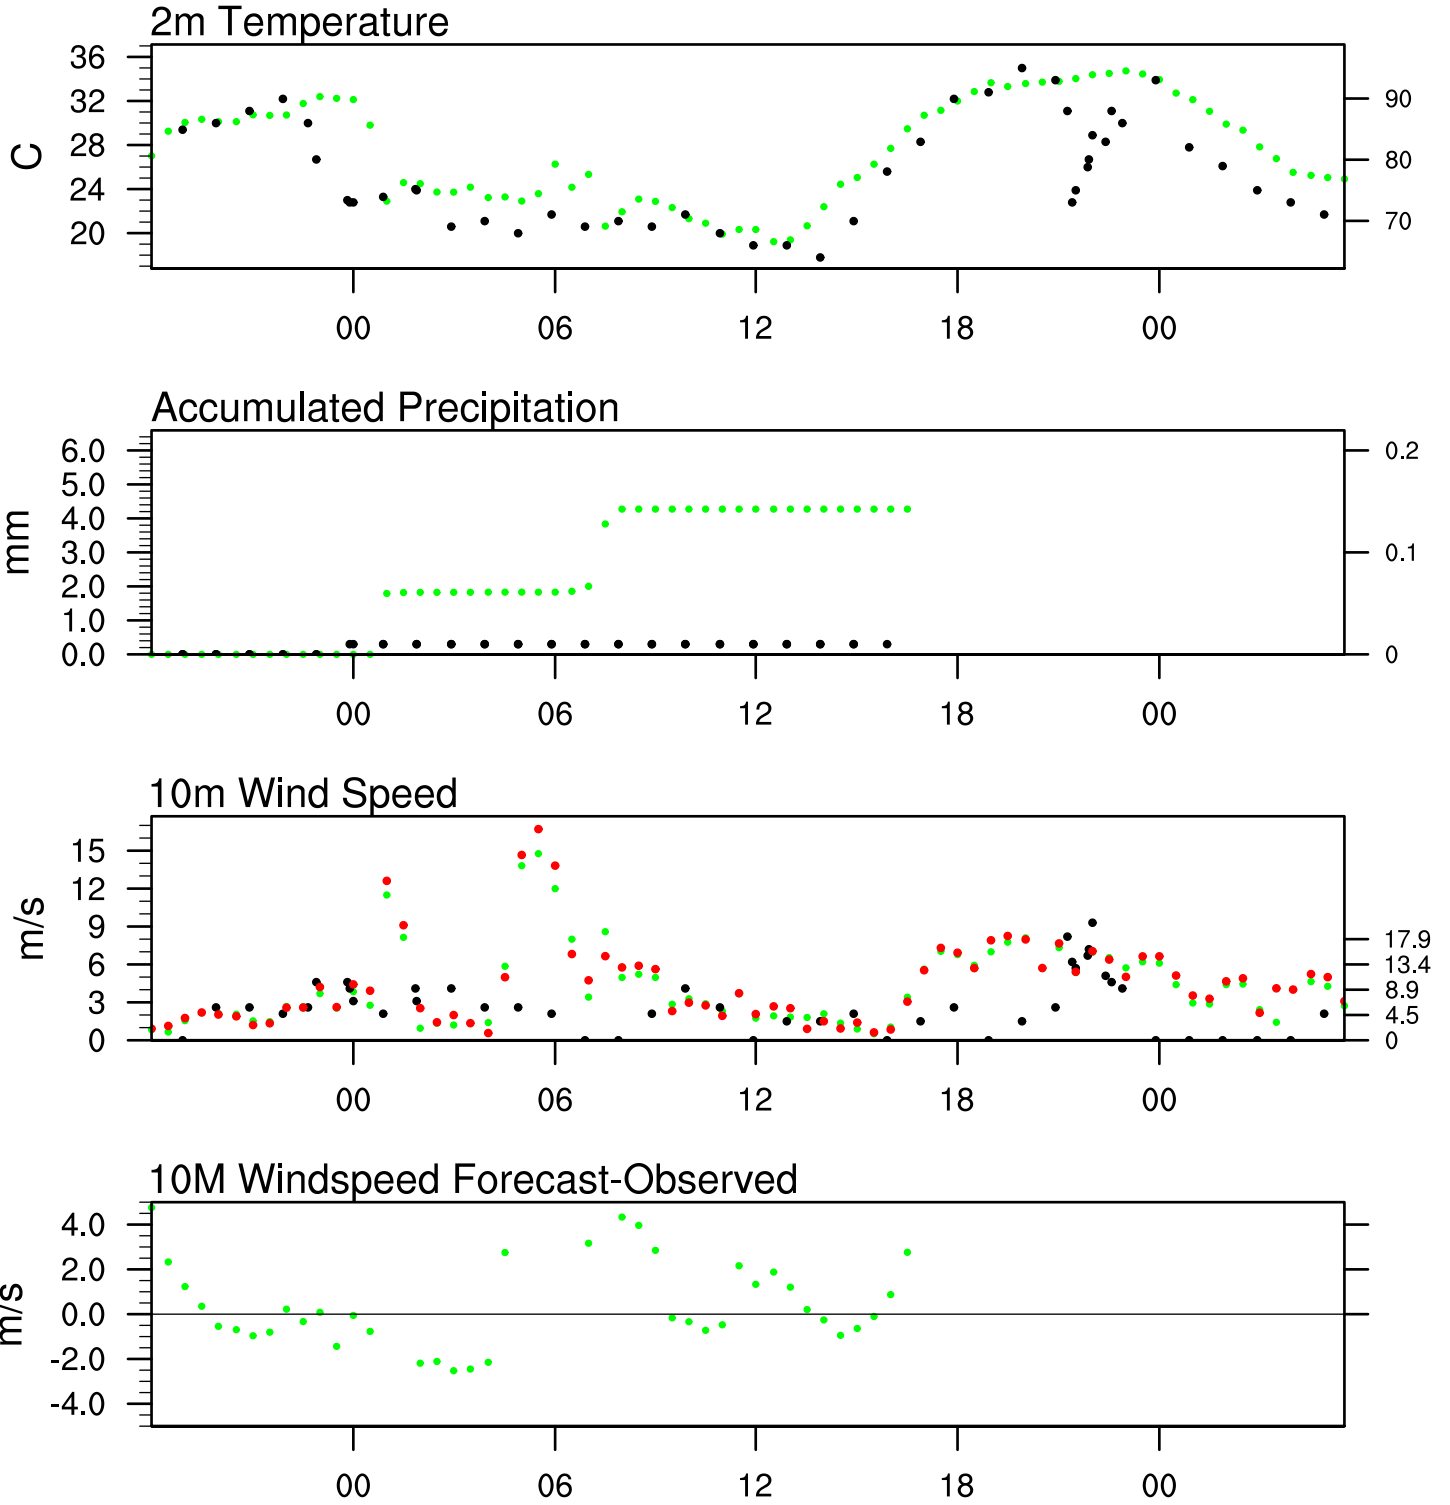 2m Temperature
36
32
28
24
20
C
90
80
70
00 06 12 18 00
Accumulated Precipitation
6.0
5.0
4.0
3.0
2.0
1.0
0.0
mm
0.2
0.1
0
00 06 12 18 00
10m Wind Speed
15
12
9
6
3
0
m/s
17.9
13.4
8.9
4.5
0
00 06 12 18 00
10M Windspeed Forecast-Observed
4.0
2.0
0.0
-2.0
-4.0
m/s
00 06 12 18 00